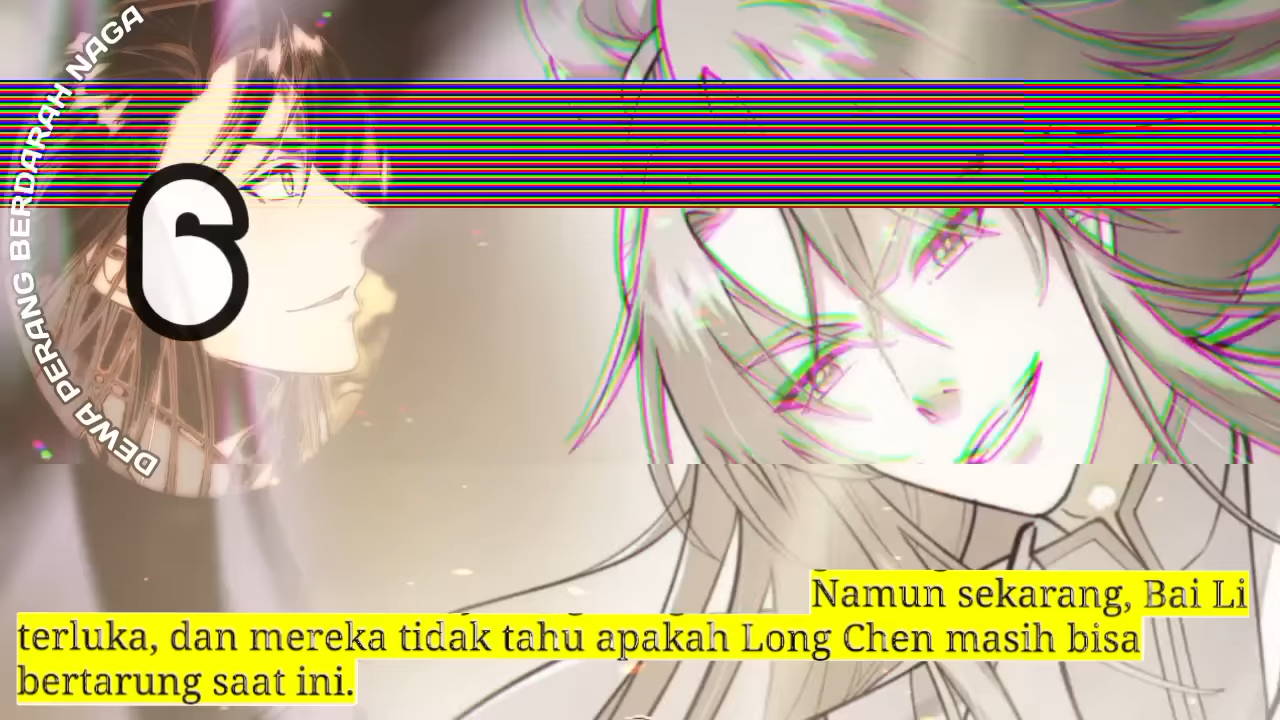 DEWA PERANG BERDARAH NAGA
6
Namun sekarang, Bai Li
terluka, dan mereka tidak tahu apakah Long Chen masih bisa
bertarung saat ini.